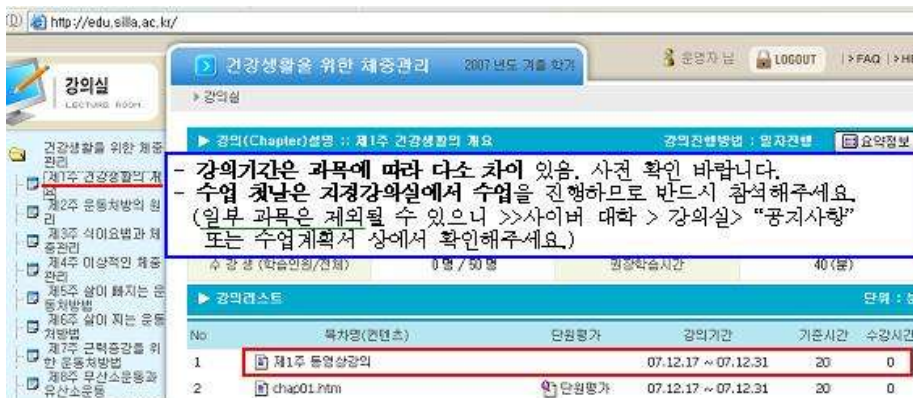 http://edu.silla.ac.kr/
강의실
LECTURE ROOM
건강생활을 위한 체중관리 2007년도 겨울 학기
운영자 님 LOGOUT >FAQ
강의실
건강생활을 위한 체중
관리
제1주 건강생활의 개
요
제2주 운동처방의 원
리
제3주 식이요법과 체
중관리
제4주 이상적인 체중
관리
제5주 살이 빠지는 운
동처방법
제6주 살이 찌는 운동
처방법
제7주 근력증강을 위
한 운동처방법
제8주 무산소운동과
유산소운동
강의(Chapter)설명 :: 제1주 건강생활의 개요 강의진행방법 : 일자진행 요약정보
- 강의기간은 과목에 따라 다소 차이 있음. 사전 확인 바랍니다.
- 수업 첫날은 지정강의실에서 수업을 진행하므로 반드시 참석해주세요.
(일부 과목은 제외될 수 있으니 >>사이버 대학 > 강의실> “공지사항”
또는 수업계획서 상에서 확인해주세요.)
수 강 생 (학습인원/전체) 0 명 / 50 명 권장학습시간 40 (분)
강의리스트 단위 :
No 목차명(컨텐츠) 단원평가 강의기간 기준시간 수강시간
1 제1주 동영상강의 07.12.17 ~ 07.12.31 20 0
2 chap01.htm 단원평가 07.12.17 ~ 07.12.31 20 0